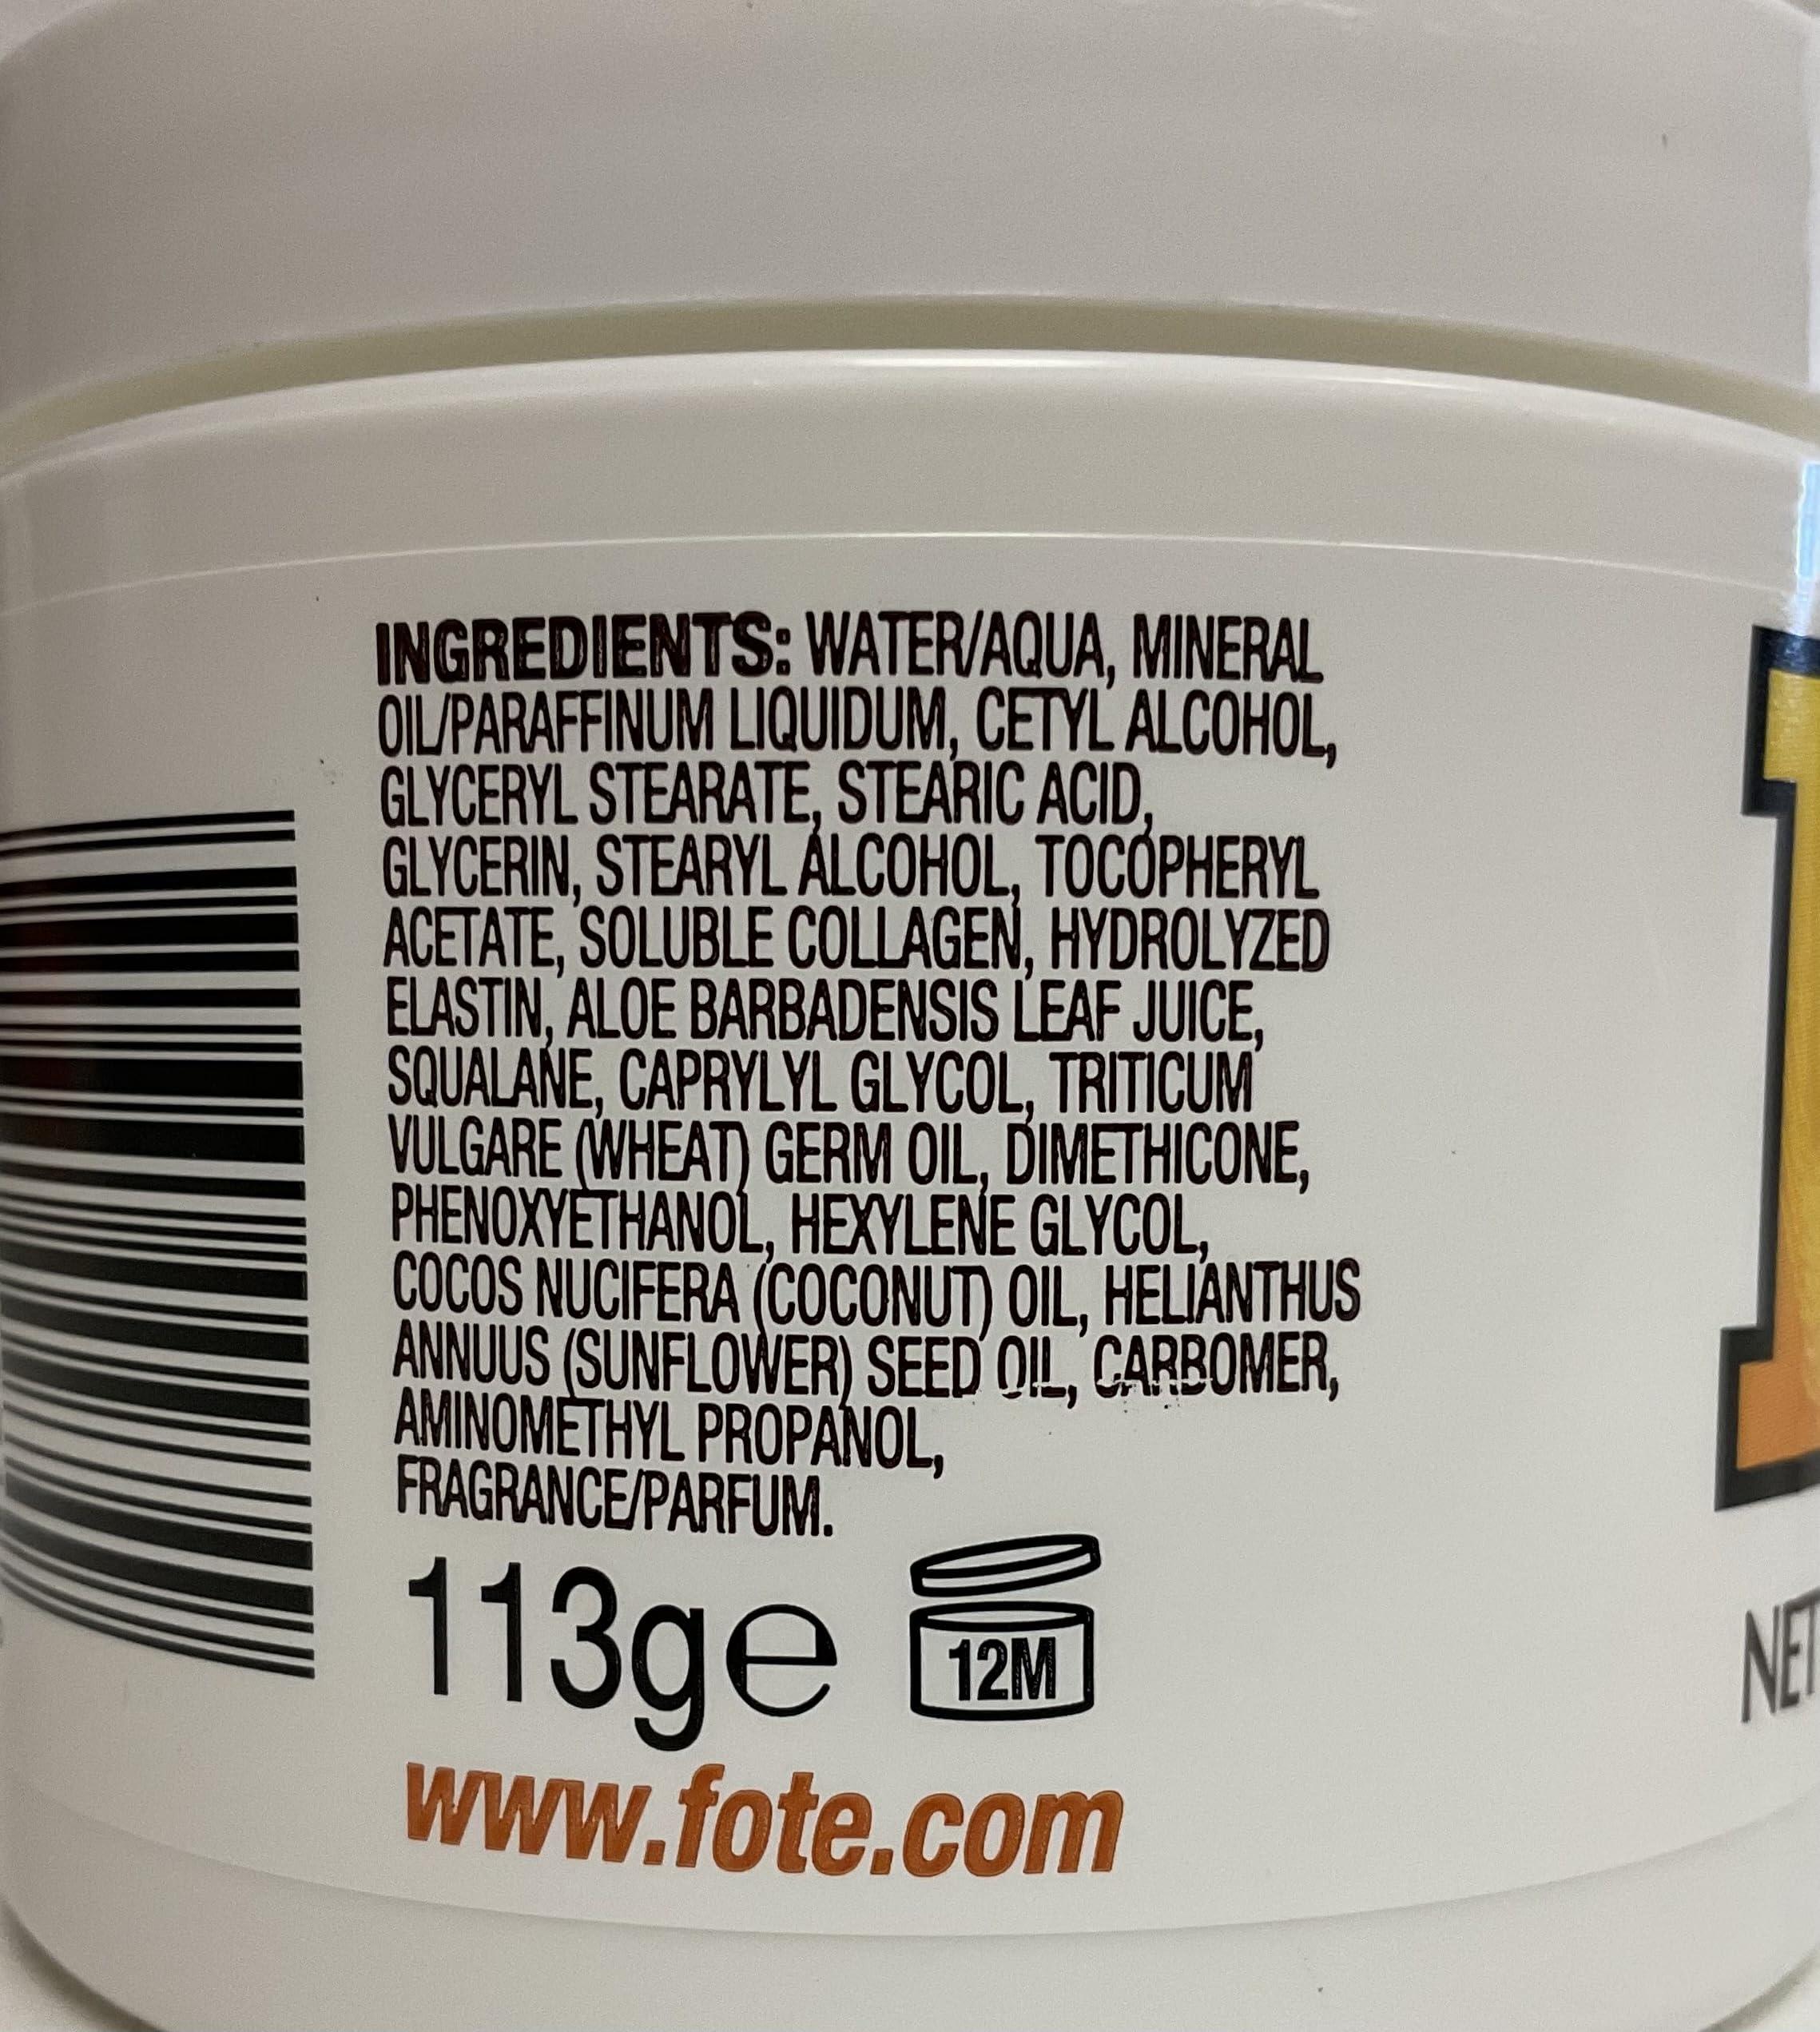 INGREDIENTS: WATER/AQUA, MINERAL
OIL/PARAFFINUM LIQUIDUM, CETYL ALCOHOL,
GLYCERYL STEARATE, STEARIC ACID,
GLYCERIN, STEARYL ALCOHOL, TOCOPHERYL
ACETATE, SOLUBLE COLLAGEN, HYDROLYZED
ELASTIN, ALOE BARBADENSIS LEAF JUICE,
SQUALANE, CAPRYLYL GLYCOL, TRITICUM
VULGARE (WHEAT) GERM OIL, DIMETHICONE,
PHENOXYETHANOL, HEXYLENE GLYCOL,
COCOS NUCIFERA (COCONUT) OIL, HELIANTHUS
ANNUUS (SUNFLOWER) SEED OIL, CARBOMER,
AMINOMETHYL PROPANOL,
FRAGRANCE/PARFUM.
113g℮
12M
www.fote.com
NET